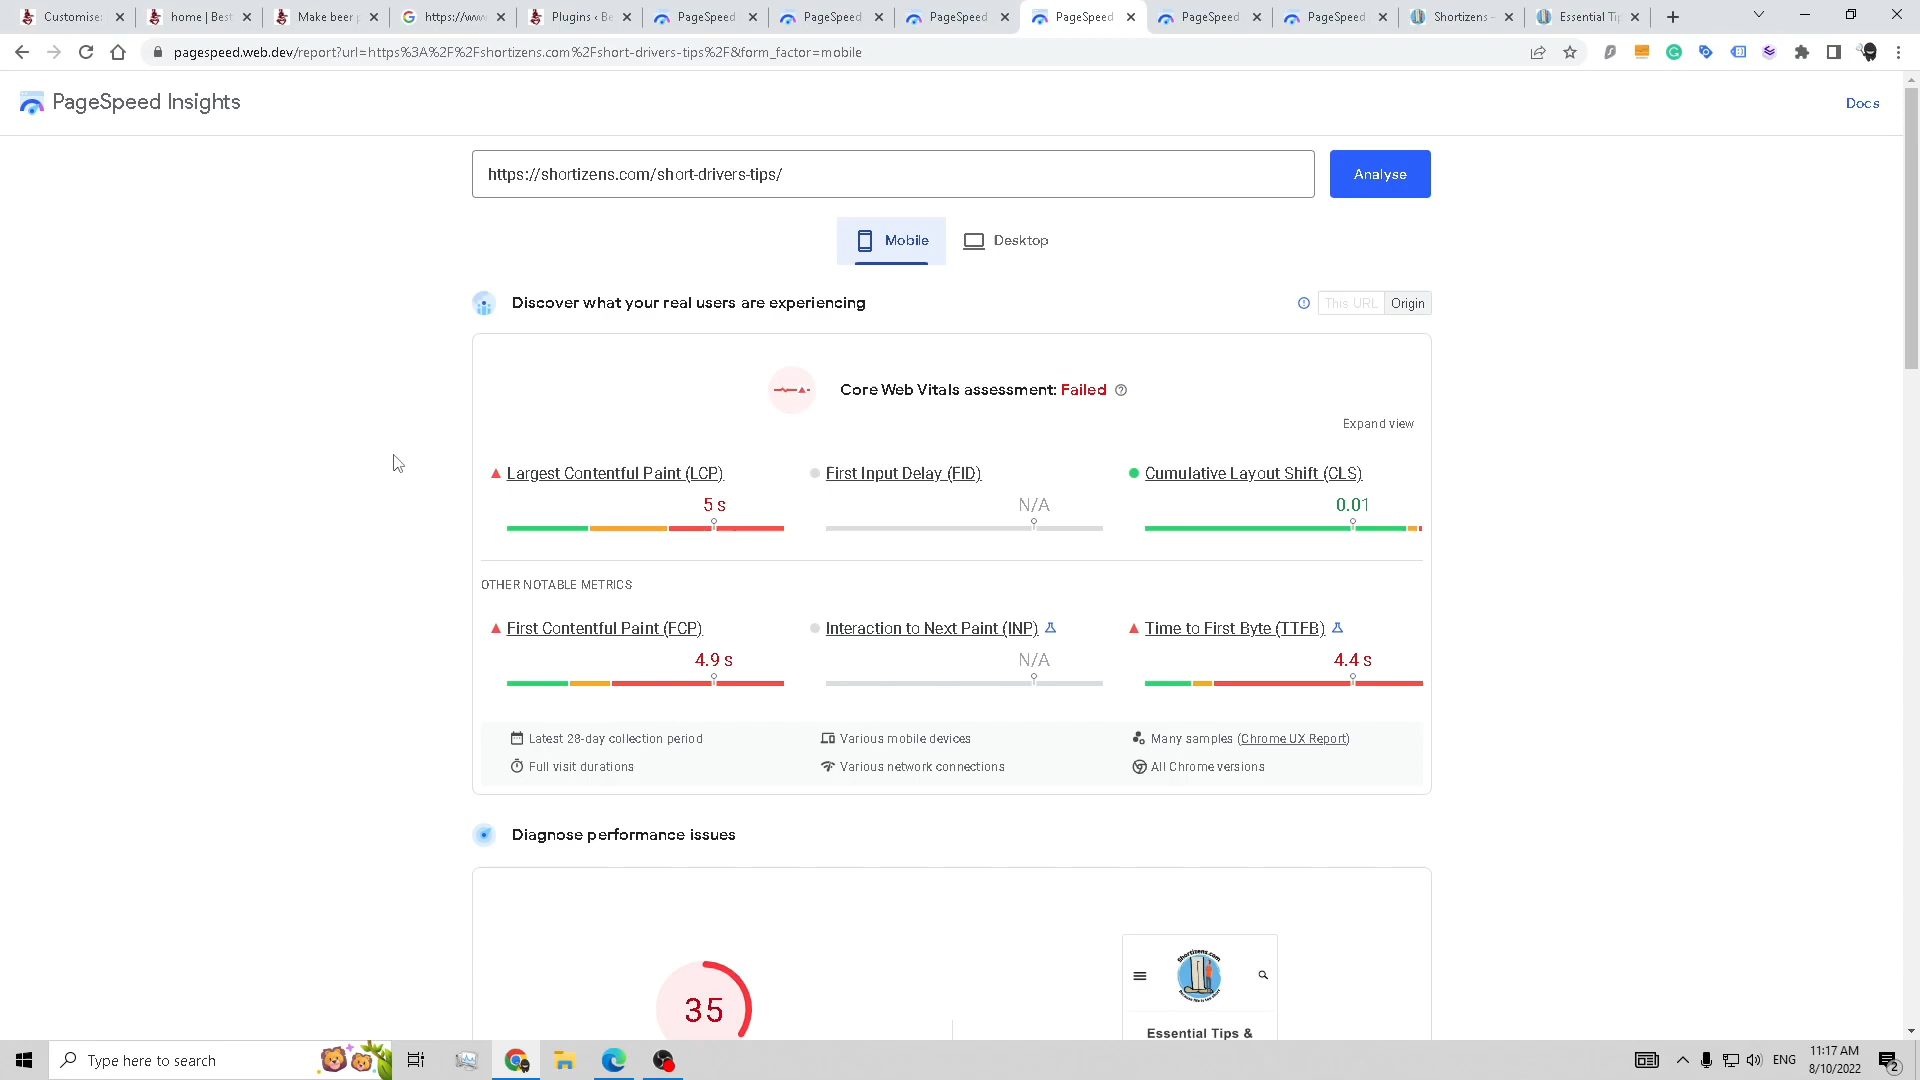 Customise:
home | Best
Make beer
https://www
Plugins ‹ Be
PageSpeed
PageSpeed
PageSpeed
PageSpeed
PageSpeed
PageSpeed
Shortizens -
Essential Tip
pagespeed.web.dev/report?url=https%3A%2F%2Fshortizens.com%2Fshort-drivers-tips%2F&form_factor=mobile
PageSpeed Insights
Docs
https://shortizens.com/short-drivers-tips/
Analyse
Mobile
Desktop
Discover what your real users are experiencing
This URL
Origin
Core Web Vitals assessment: Failed
Expand view
Largest Contentful Paint (LCP)
5 s
First Input Delay (FID)
N/A
Cumulative Layout Shift (CLS)
0.01
OTHER NOTABLE METRICS
First Contentful Paint (FCP)
4.9 s
Interaction to Next Paint (INP)
N/A
Time to First Byte (TTFB)
4.4 s
Latest 28-day collection period
Various mobile devices
Many samples (Chrome UX Report)
Full visit durations
Various network connections
All Chrome versions
Diagnose performance issues
35
Shortizens.com
Essential Tips &
Type here to search
ENG
11:17 AM
8/10/2022
2